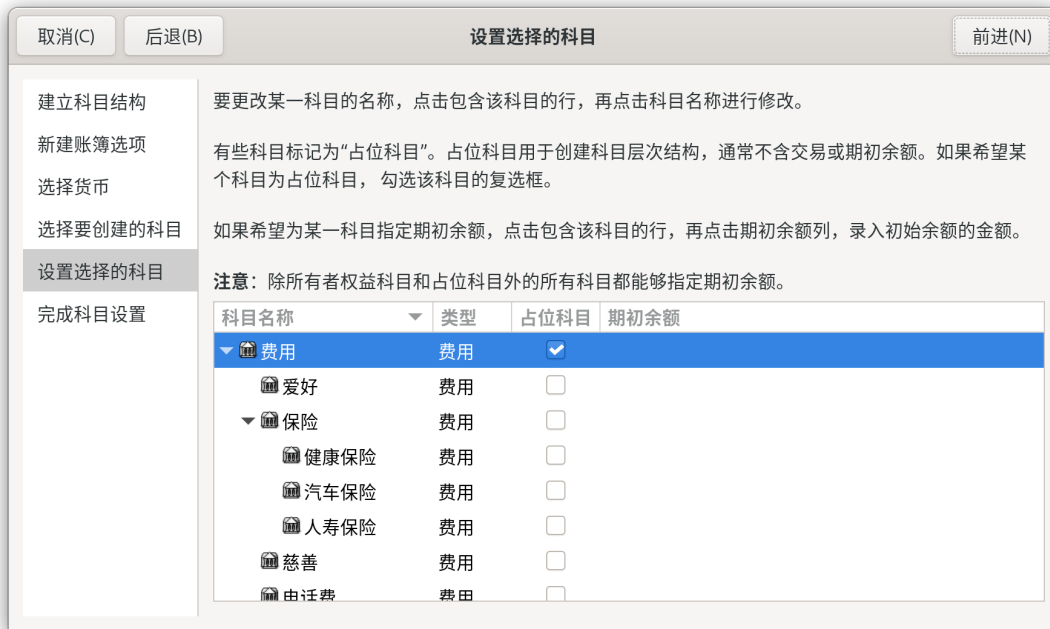 取消(C) 后退(B) 设置选择的科目 前进(N)
建立科目结构
新建账簿选项
选择货币
选择要创建的科目
设置选择的科目
完成科目设置
要更改某一科目的名称，点击包含该科目的行，再点击科目名称进行修改。
有些科目标记为“占位科目”。占位科目用于创建科目层次结构，通常不含交易或期初余额。如果希望某
个科目为占位科目， 勾选该科目的复选框。
如果希望为某一科目指定期初余额，点击包含该科目的行，再点击期初余额列，录入初始余额的金额。
注意：除所有者权益科目和占位科目外的所有科目都能够指定期初余额。
科目名称 类型 占位科目 期初余额
费用 费用
爱好 费用
保险 费用
健康保险 费用
汽车保险 费用
人寿保险 费用
慈善 费用
电话费 费用